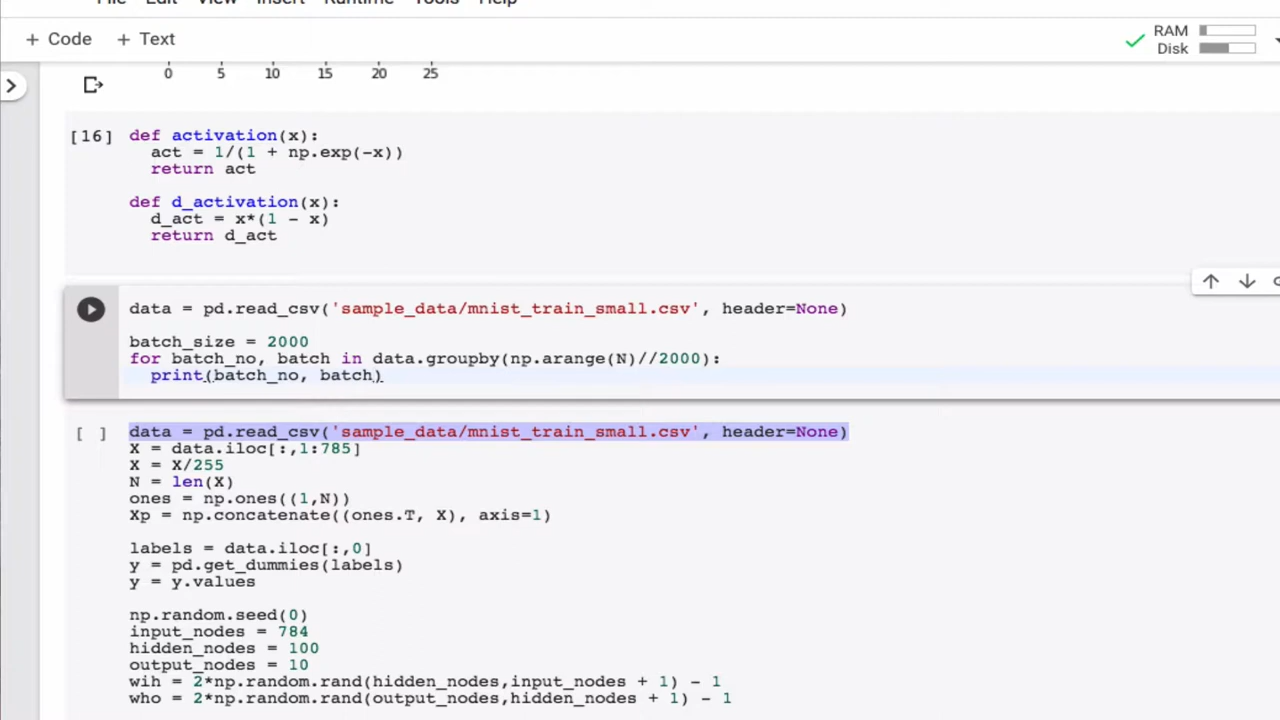 File Edit View Insert Runtime Tools Help
+ Code + Text
RAM
Disk
0 5 10 15 20 25
[16] def activation(x):
act = 1/(1 + np.exp(-x))
return act
def d_activation(x):
d_act = x*(1 - x)
return d_act
data = pd.read_csv('sample_data/mnist_train_small.csv', header=None)
batch_size = 2000
for batch_no, batch in data.groupby(np.arange(N)//2000):
print(batch_no, batch)
[ ] data = pd.read_csv('sample_data/mnist_train_small.csv', header=None)
X = data.iloc[:,1:785]
X = X/255
N = len(X)
ones = np.ones((1,N))
Xp = np.concatenate((ones.T, X), axis=1)
labels = data.iloc[:,0]
y = pd.get_dummies(labels)
y = y.values
np.random.seed(0)
input_nodes = 784
hidden_nodes = 100
output_nodes = 10
wih = 2*np.random.rand(hidden_nodes,input_nodes + 1) - 1
who = 2*np.random.rand(output_nodes,hidden_nodes + 1) - 1